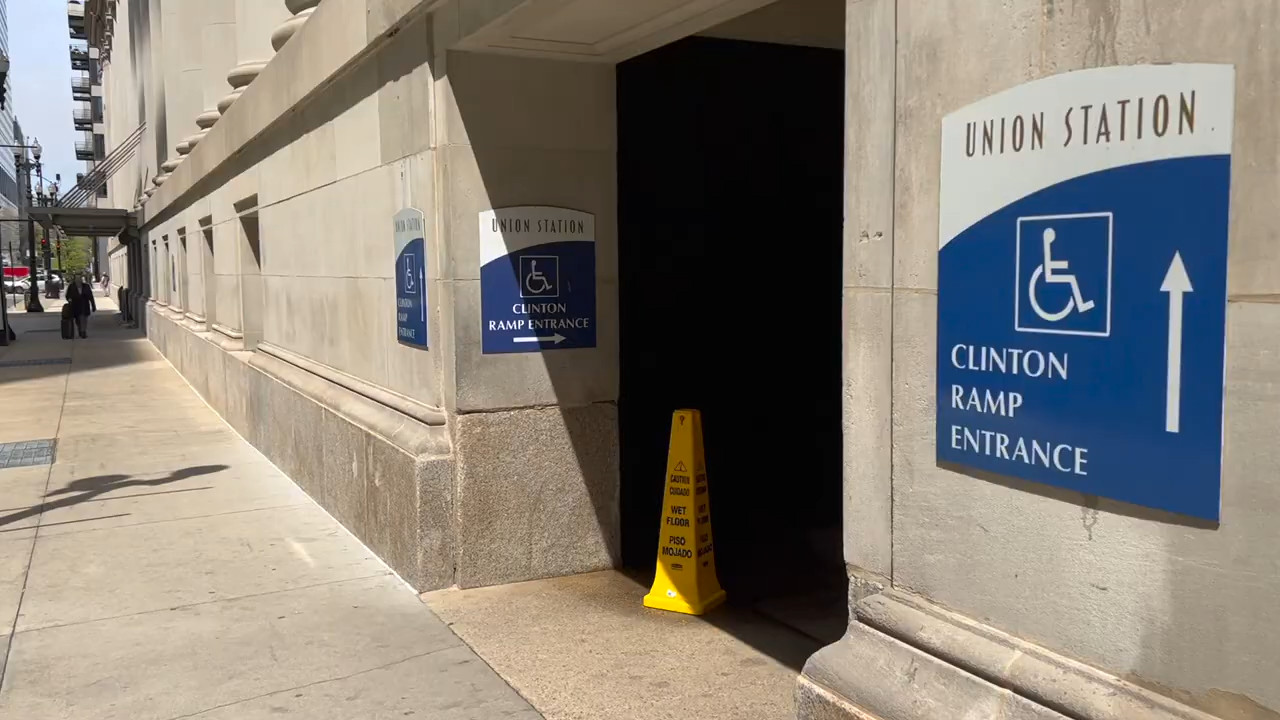 UNION STATION
CLINTON
RAMP
ENTRANCE
UNION STATION
CLINTON
RAMP ENTRANCE
UNION STATION
CLINTON
RAMP
ENTRANCE
CAUTION
CUIDADO
WET
FLOOR
PISO
MOJADO